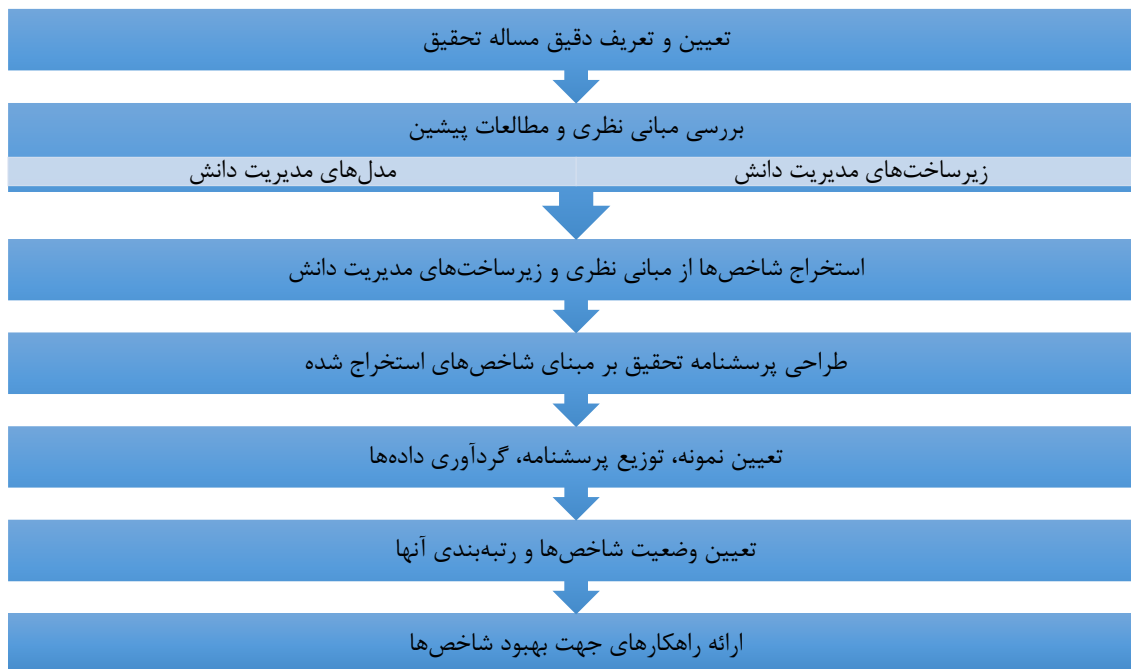 تعیین و تعریف دقیق مساله تحقیق
بررسی مبانی نظری و مطالعات پیشین
زیرساخت‌های مدیریت دانش
مدل‌های مدیریت دانش
استخراج شاخص‌ها از مبانی نظری و زیرساخت‌های مدیریت دانش
طراحی پرسشنامه تحقیق بر مبنای شاخص‌های استخراج شده
تعیین نمونه، توزیع پرسشنامه، گردآوری داده‌ها
تعیین وضعیت شاخص‌ها و رتبه‌بندی آنها
ارائه راهکارهای جهت بهبود شاخص‌ها